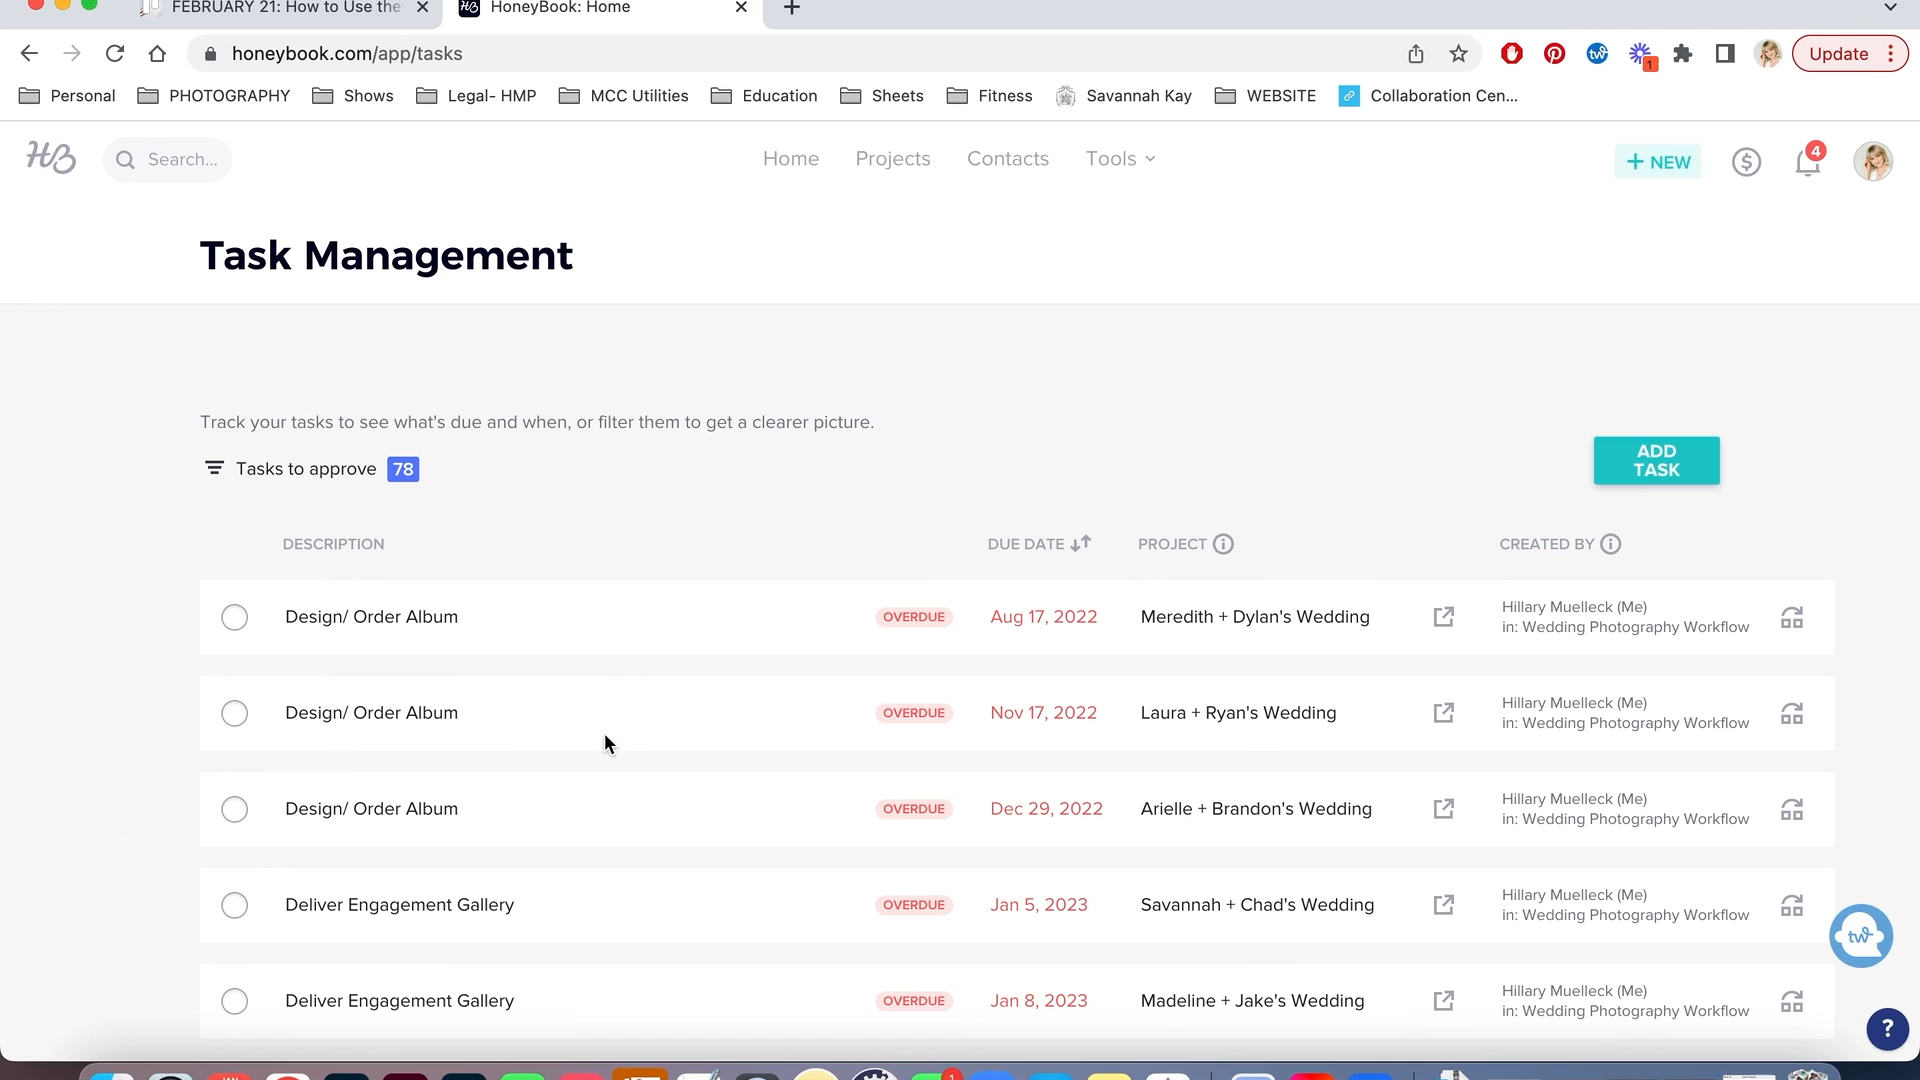 FEBRUARY 21: How to Use the
HoneyBook: Home
honeybook.com/app/tasks
1
Update
Personal
PHOTOGRAPHY
Shows
Legal- HMP
MCC Utilities
Education
Sheets
Fitness
Savannah Kay
WEBSITE
Collaboration Cen...
HB
Search...
Home
Projects
Contacts
Tools
+ NEW
4
Task Management
Track your tasks to see what's due and when, or filter them to get a clearer picture.
Tasks to approve 78
ADD
TASK
DESCRIPTION
DUE DATE
PROJECT
CREATED BY
Design/ Order Album
OVERDUE
Aug 17, 2022
Meredith + Dylan's Wedding
Hillary Muelleck (Me)
in: Wedding Photography Workflow
Design/ Order Album
OVERDUE
Nov 17, 2022
Laura + Ryan's Wedding
Hillary Muelleck (Me)
in: Wedding Photography Workflow
Design/ Order Album
OVERDUE
Dec 29, 2022
Arielle + Brandon's Wedding
Hillary Muelleck (Me)
in: Wedding Photography Workflow
Deliver Engagement Gallery
OVERDUE
Jan 5, 2023
Savannah + Chad's Wedding
Hillary Muelleck (Me)
in: Wedding Photography Workflow
tw
Deliver Engagement Gallery
OVERDUE
Jan 8, 2023
Madeline + Jake's Wedding
Hillary Muelleck (Me)
in: Wedding Photography Workflow
?